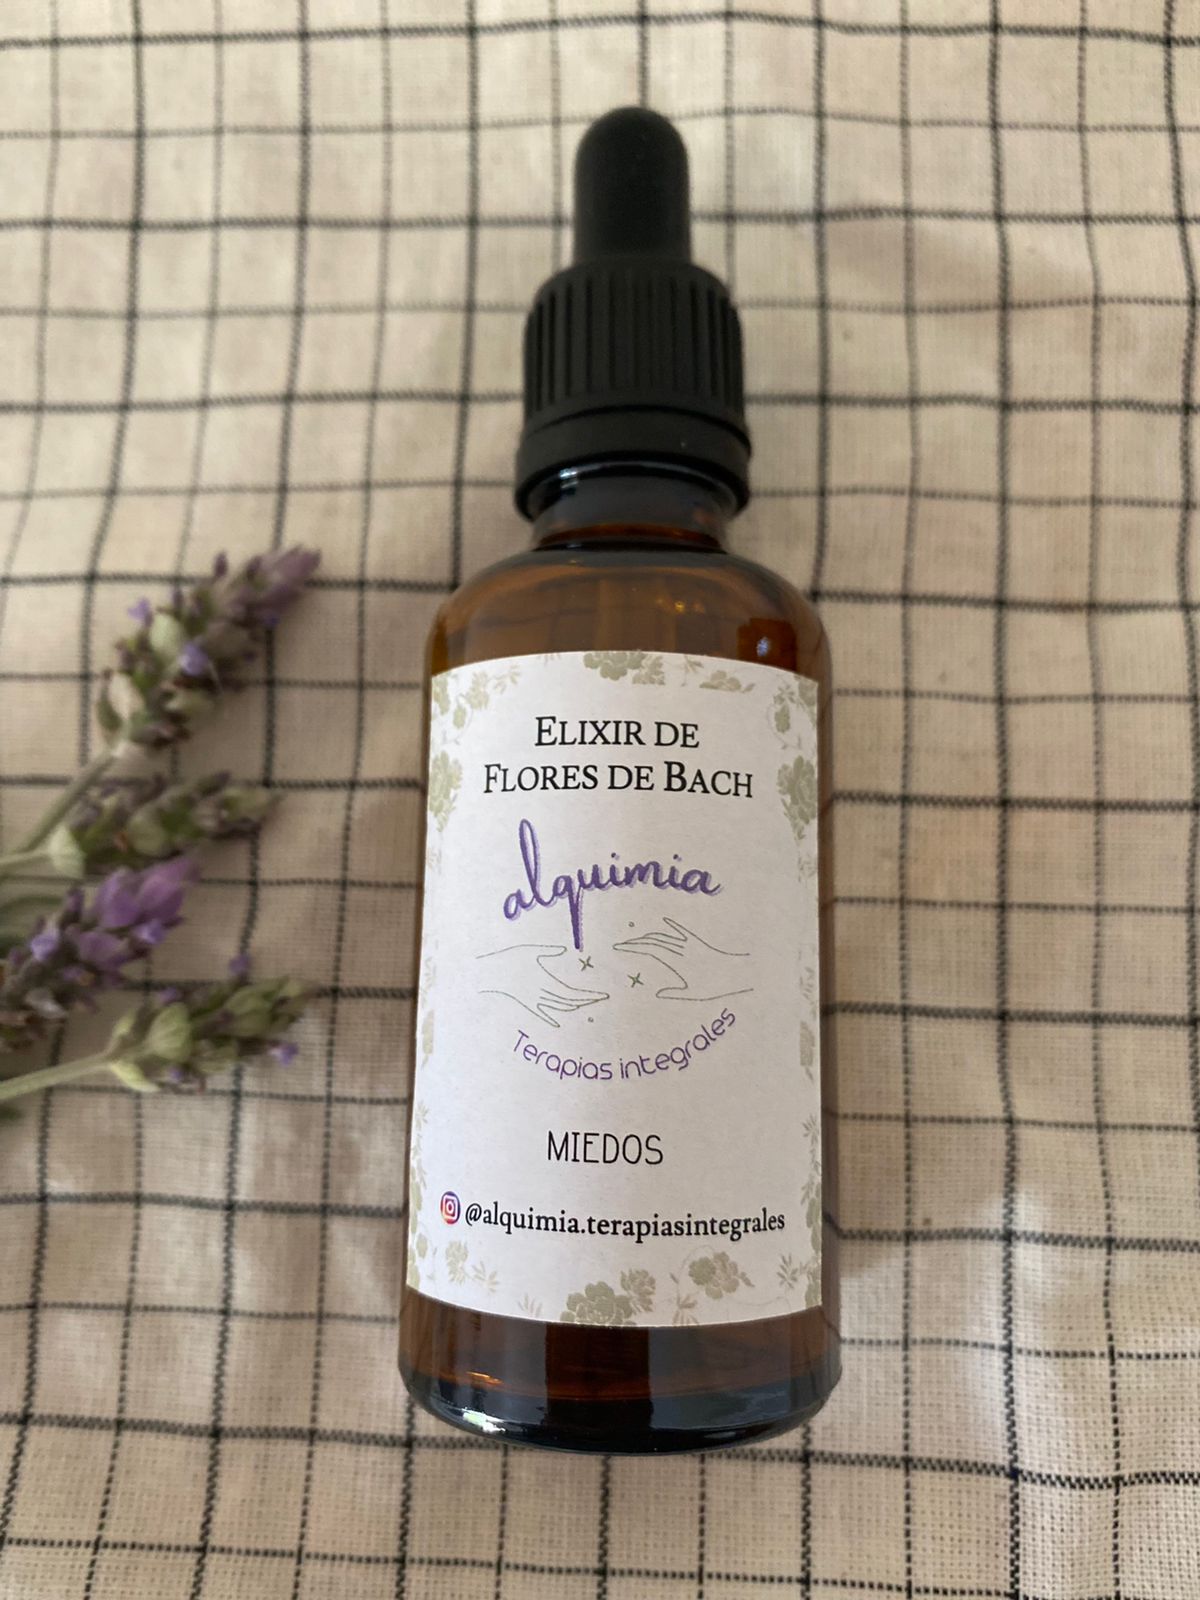 ELIXIR DE
FLORES DE BACH
alquimia
Terapias integrales
MIEDOS
@alquimia.terapiasintegrales